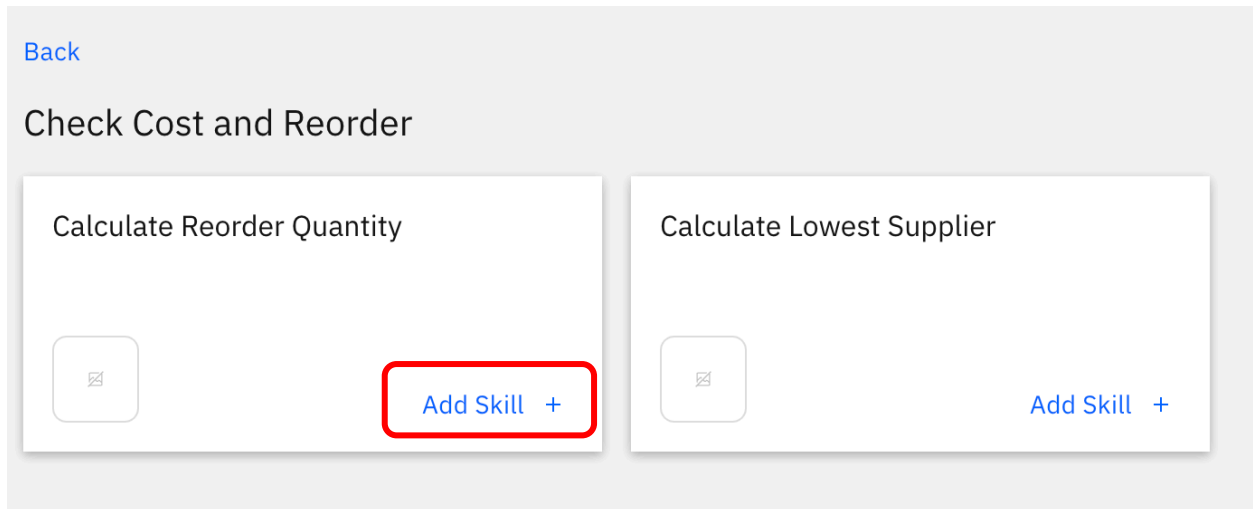 Back
Check Cost and Reorder
Calculate Reorder Quantity
Add Skill +
Calculate Lowest Supplier
Add Skill +